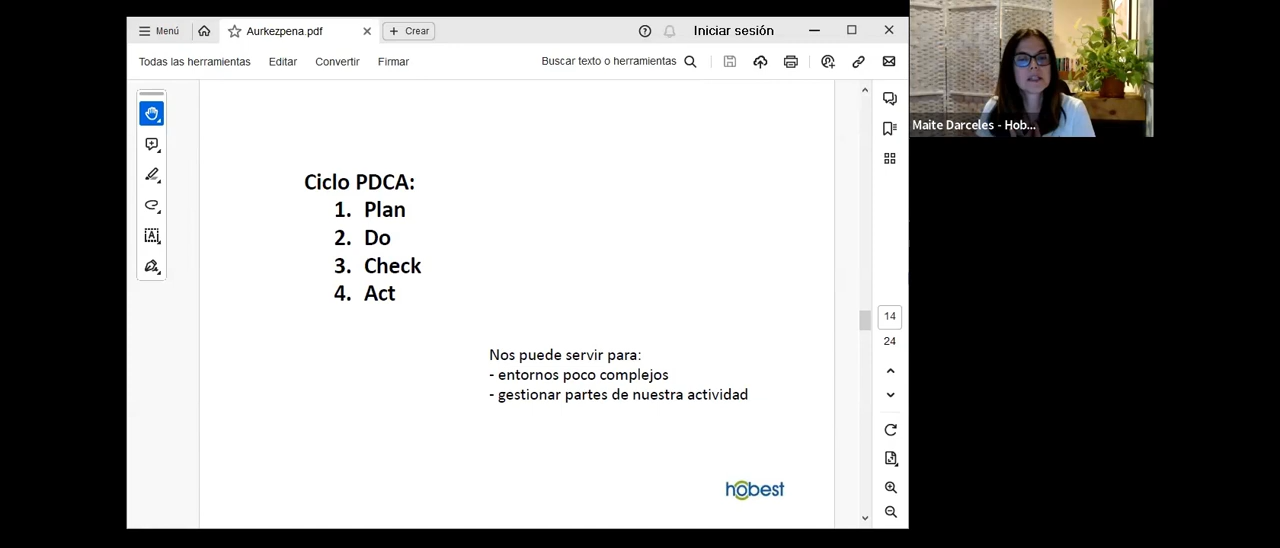 Menú
Aurkezpena.pdf
Crear
Iniciar sesión
Todas las herramientas
Editar
Convertir
Firmar
Buscar texto o herramientas
Maite Darceles - Hob...
Ciclo PDCA:
1. Plan
2. Do
3. Check
4. Act
Nos puede servir para:
- entornos poco complejos
- gestionar partes de nuestra actividad
14
24
hobest